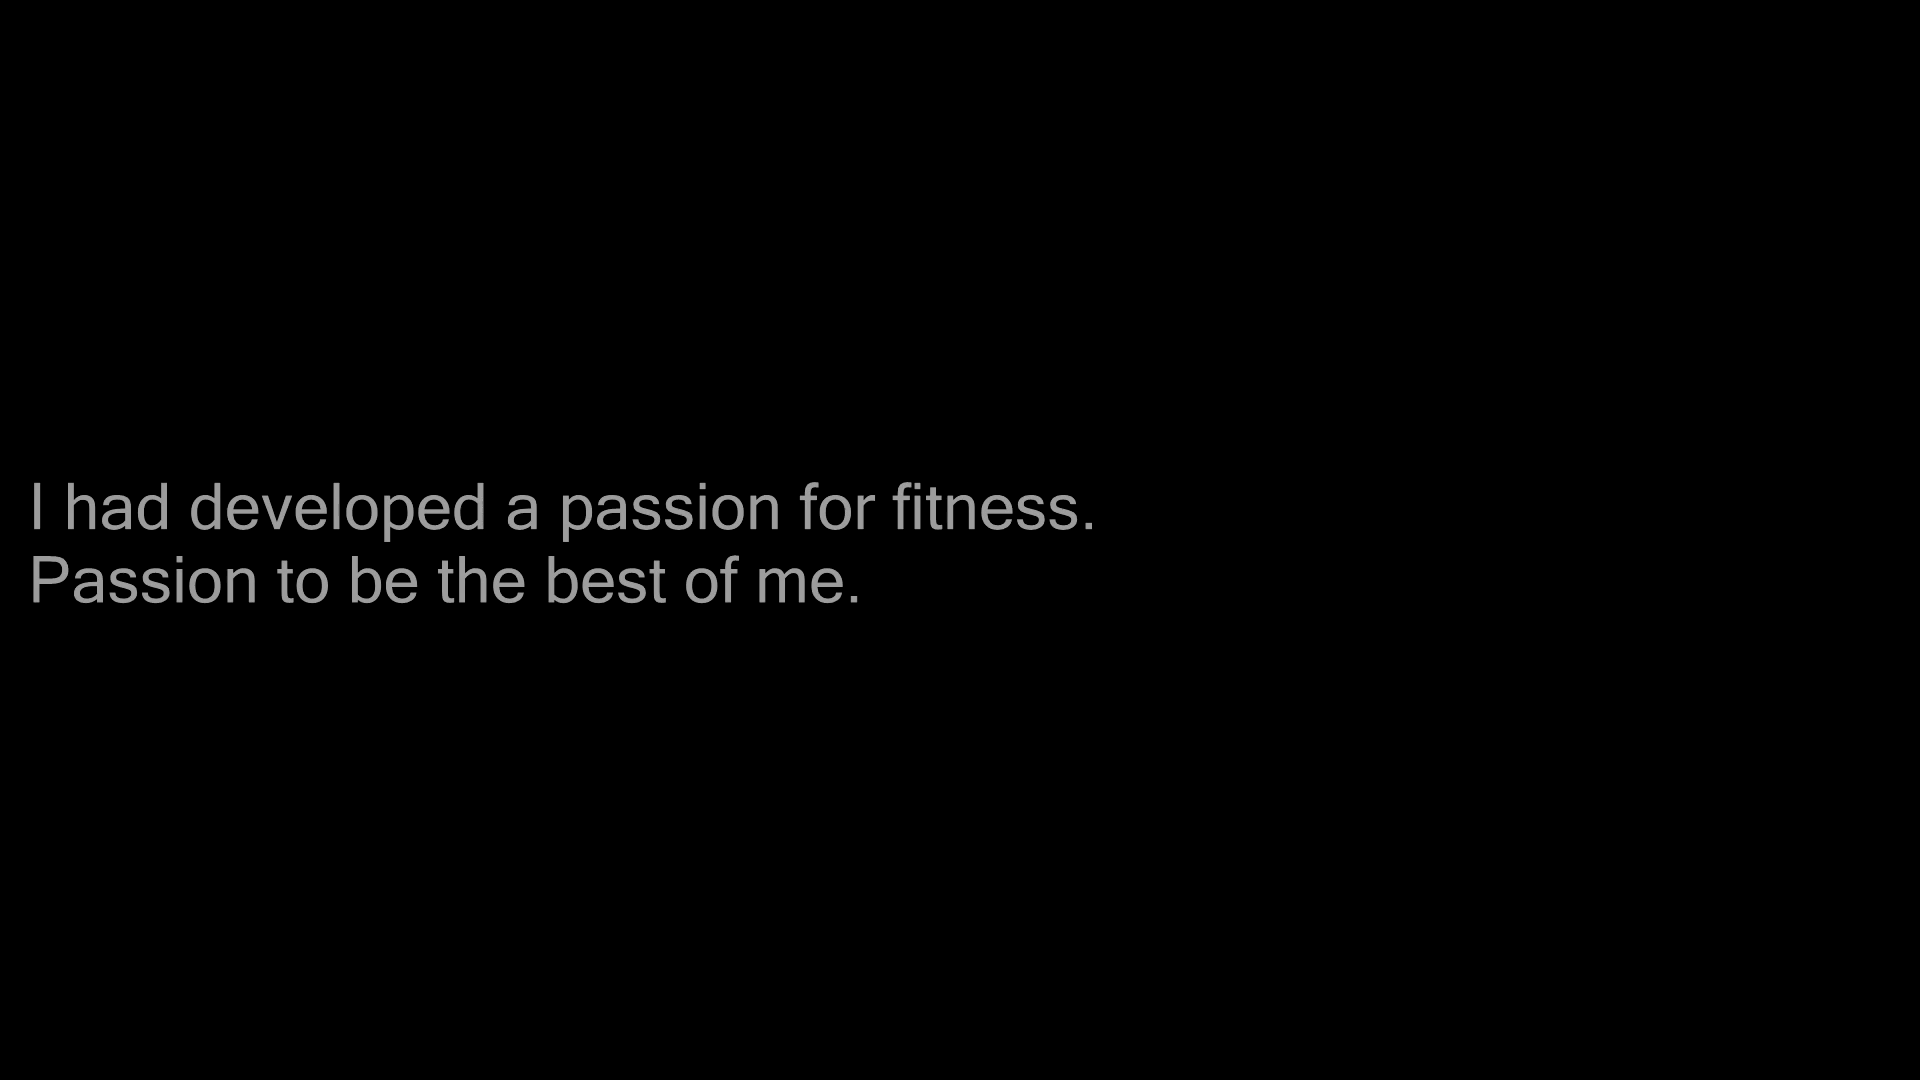 I had developed a passion for fitness.
Passion to be the best of me.